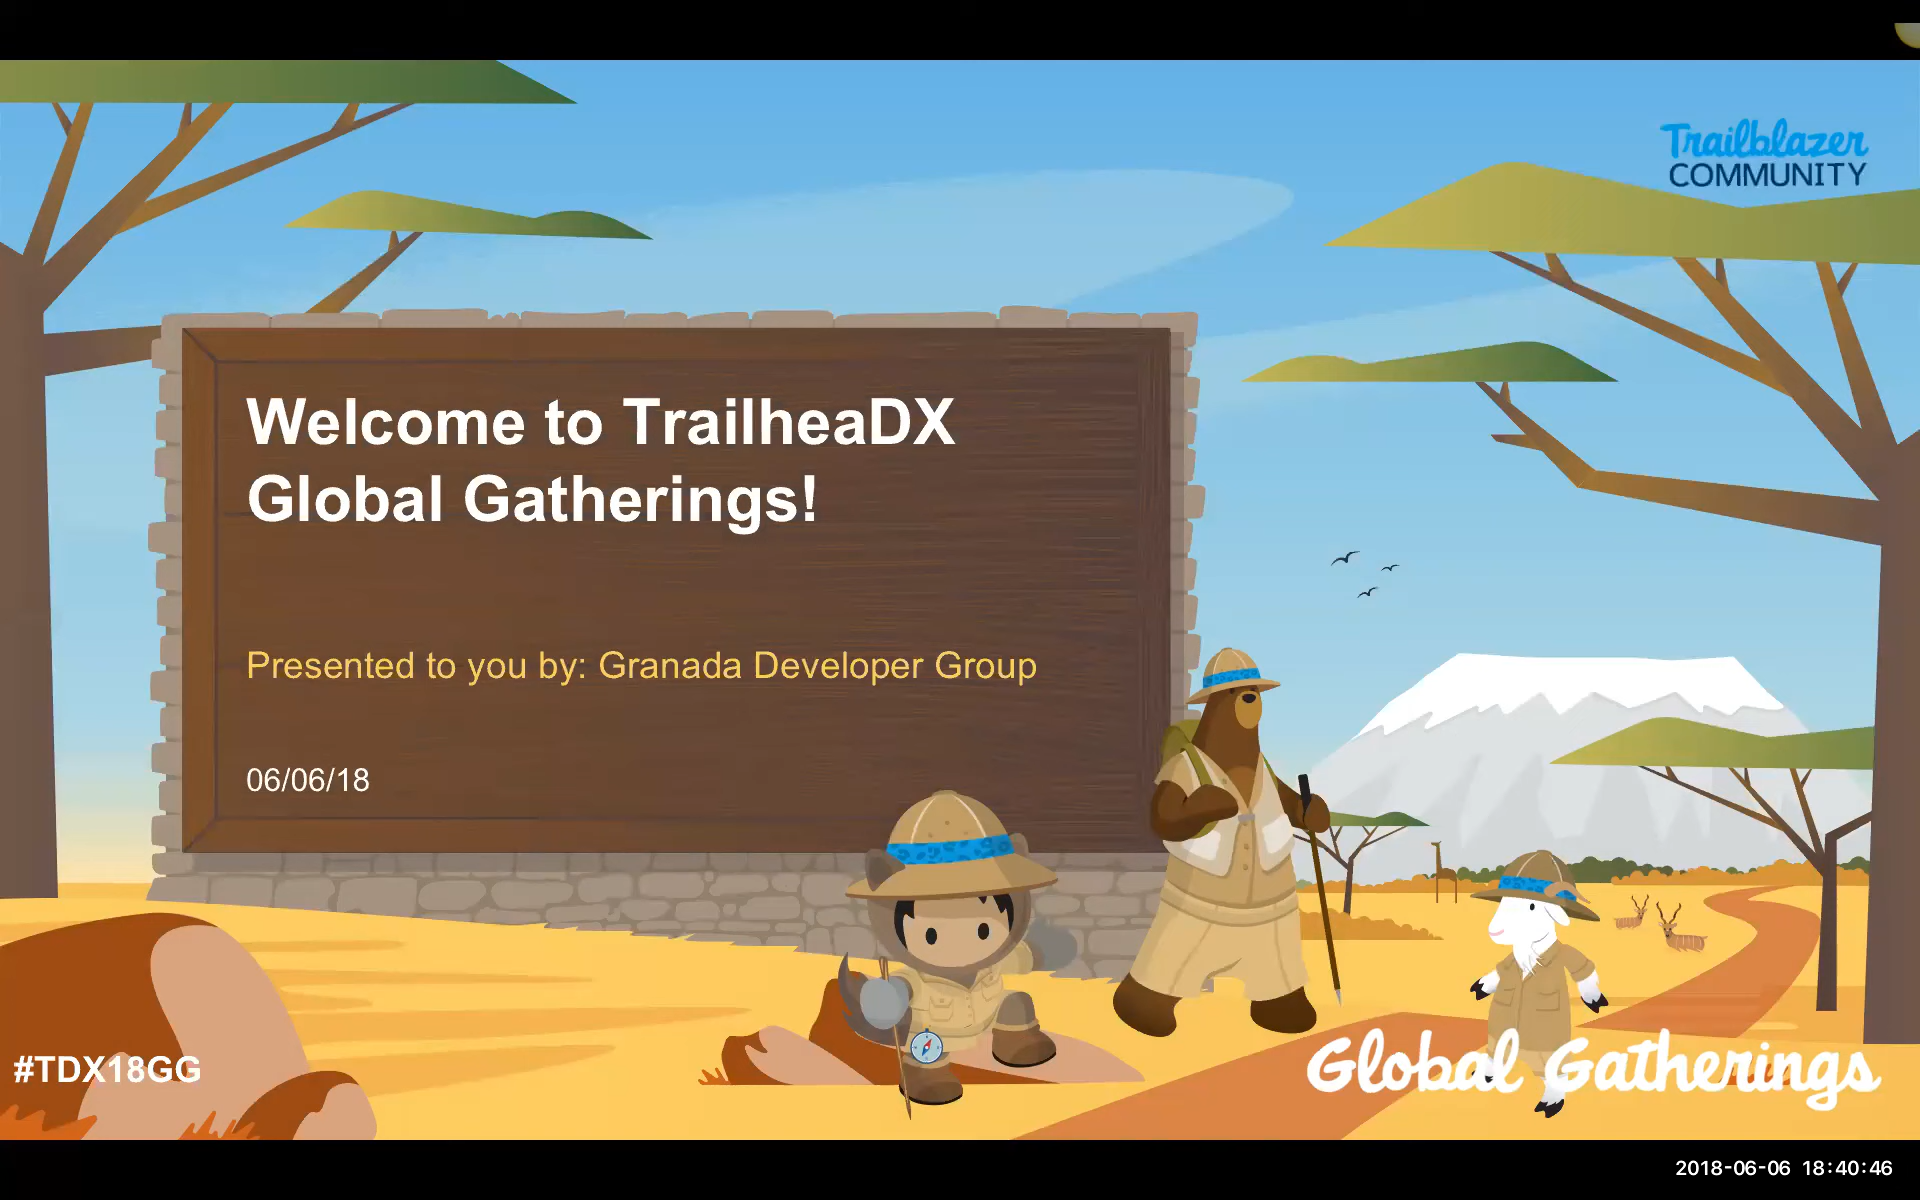 Trailblazer
COMMUNITY
Welcome to TrailheaDX
Global Gatherings!
Presented to you by: Granada Developer Group
06/06/18
#TDX18GG
Global Gatherings
2018-06-06 18:40:46